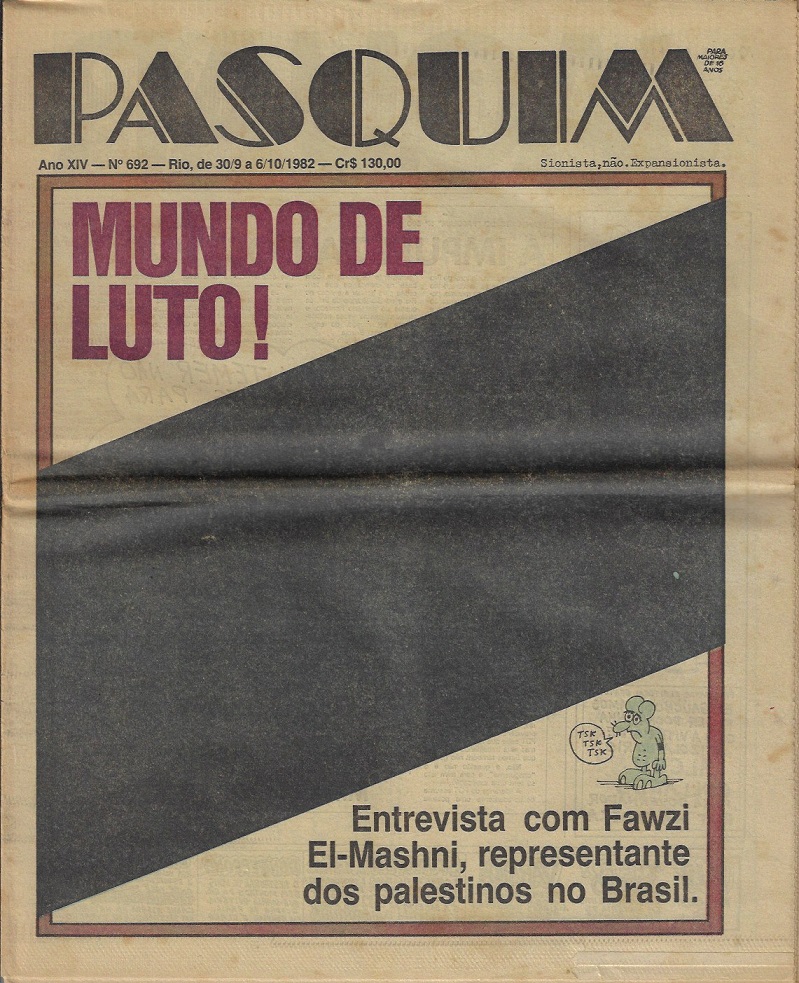 PASQUIM
PARA
MAIORES
DE 16
ANOS
Ano XIV — Nº 692 — Rio, de 30/9 a 6/10/1982 — Cr$ 130,00
Sionista,não.Expansionista.
MUNDO DE
LUTO!
TSK
TSK
TSK
Entrevista com Fawzi
El-Mashni, representante
dos palestinos no Brasil.